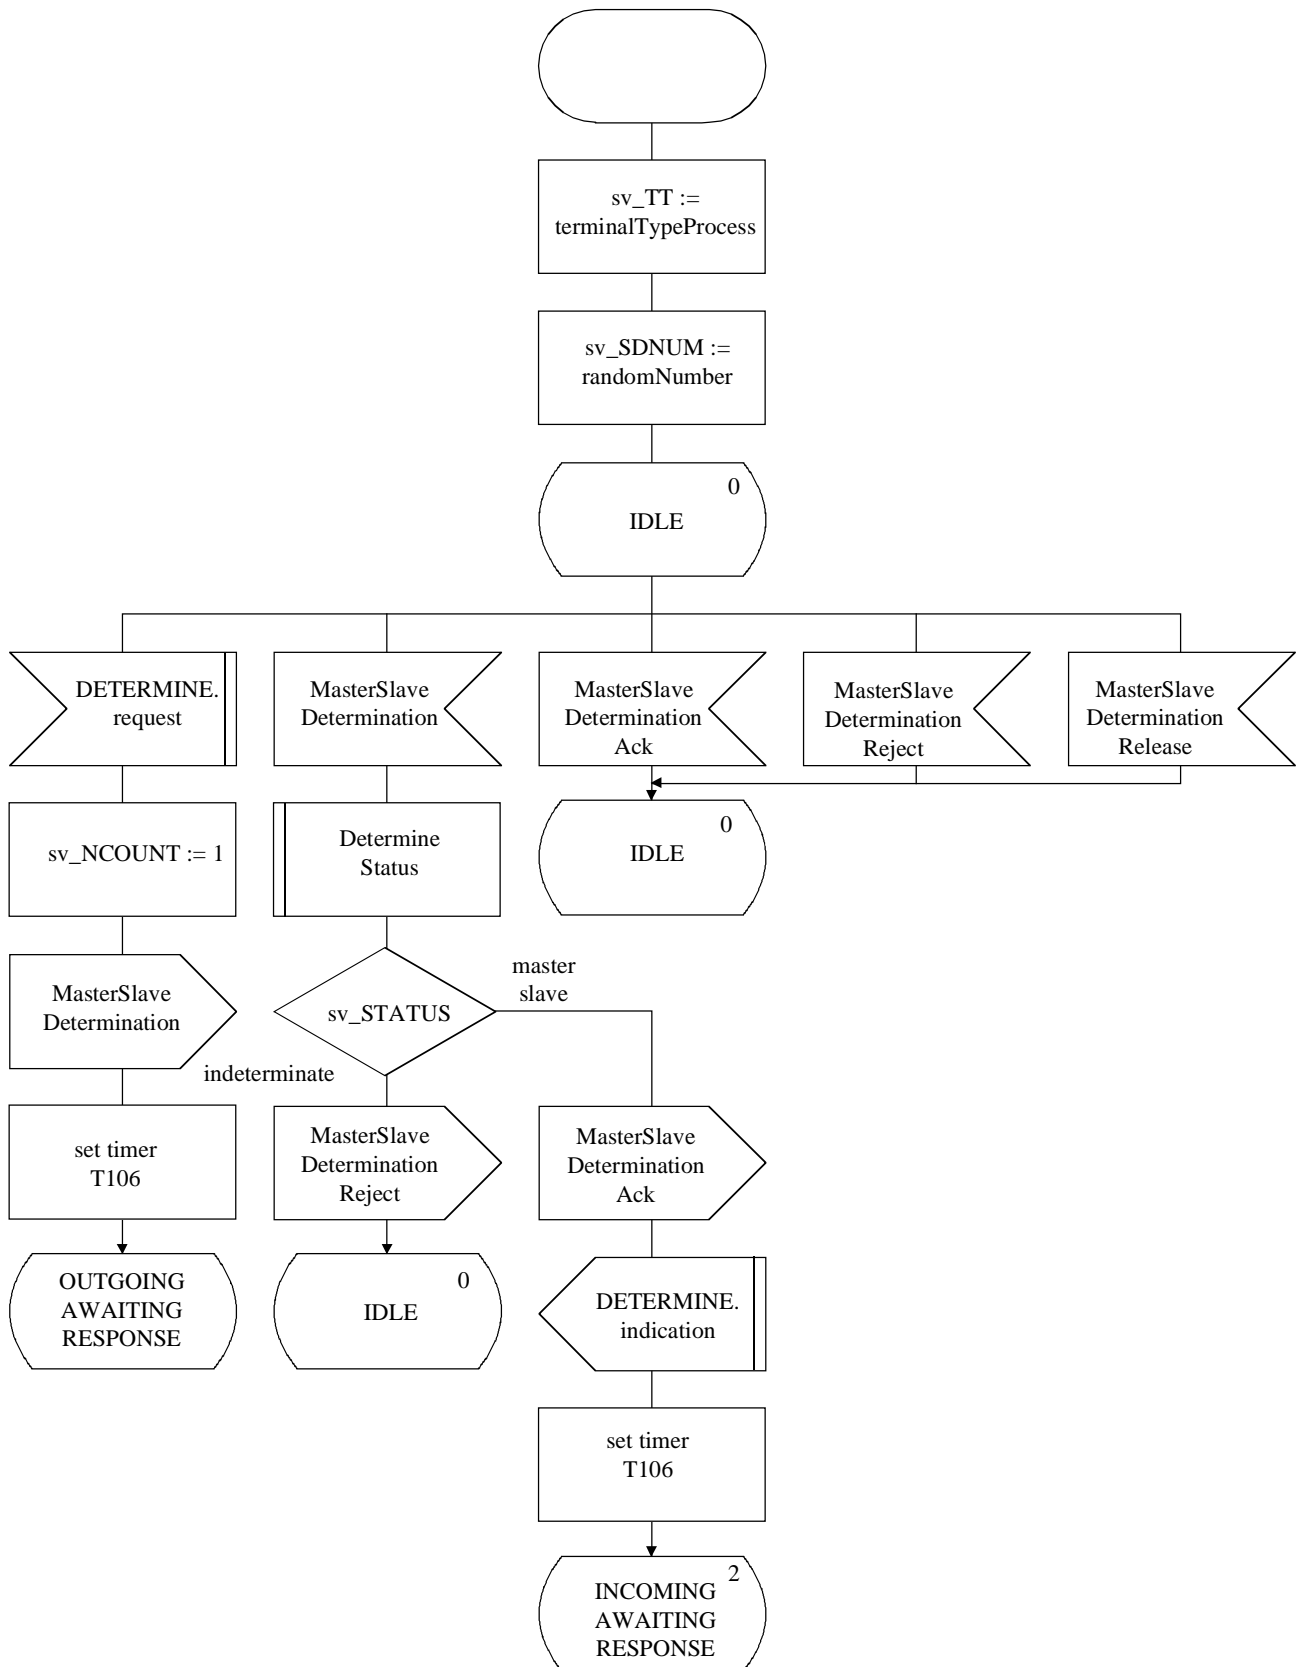 sv_TT :=
terminalTypeProcess
sv_SDNUM :=
randomNumber
0
IDLE
DETERMINE.
request
MasterSlave
Determination
MasterSlave
Determination
Ack
MasterSlave
Determination
Reject
MasterSlave
Determination
Release
sv_NCOUNT := 1
Determine
Status
0
IDLE
MasterSlave
Determination
sv_STATUS
master
slave
indeterminate
set timer
T106
MasterSlave
Determination
Reject
MasterSlave
Determination
Ack
OUTGOING
AWAITING
RESPONSE
0
IDLE
DETERMINE.
indication
set timer
T106
2
INCOMING
AWAITING
RESPONSE